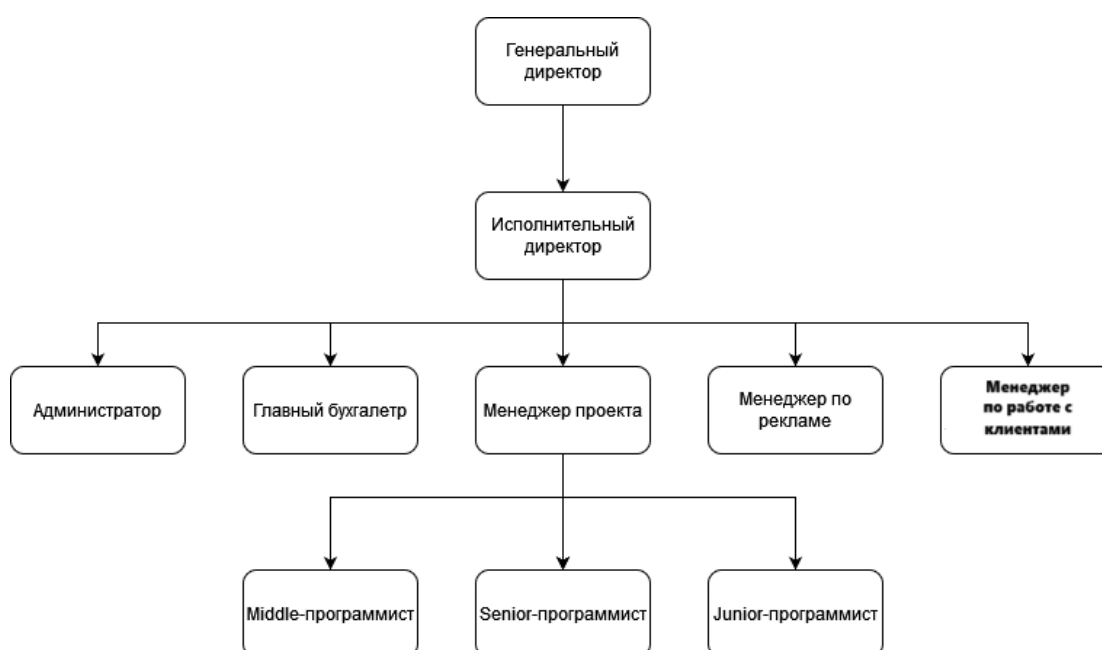 Генеральный
директор
Исполнительный
директор
Администратор
Главный бухгалетр
Менеджер проекта
Менеджер по
рекламе
Менеджер
по работе с
клиентами
Middle-программист
Senior-программист
Junior-программист